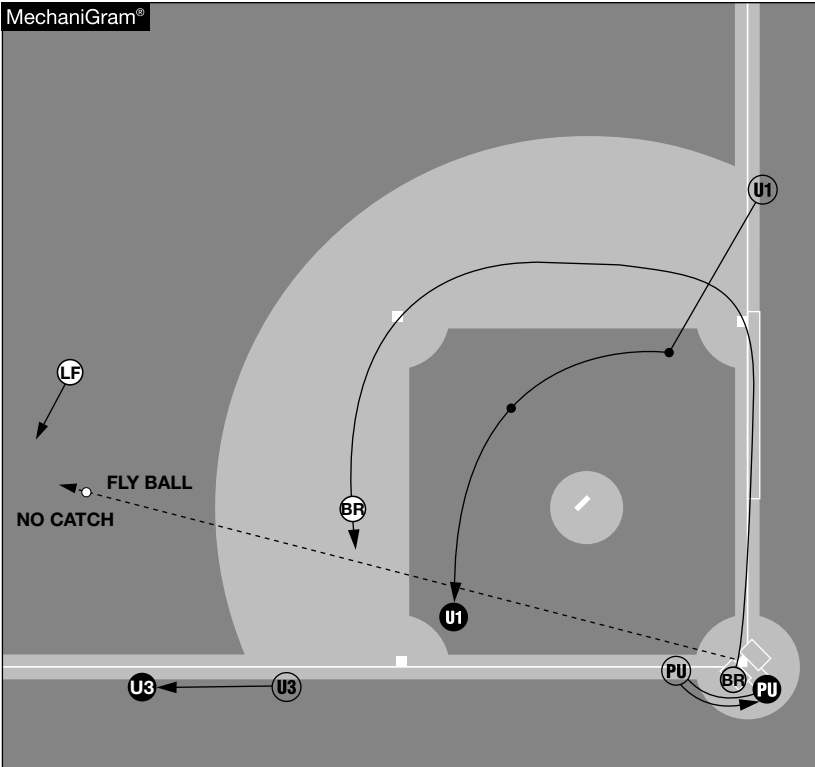 MechaniGram®
U1
LF
FLY BALL
NO CATCH
BR
U1
U3
U3
PU
BR
PU